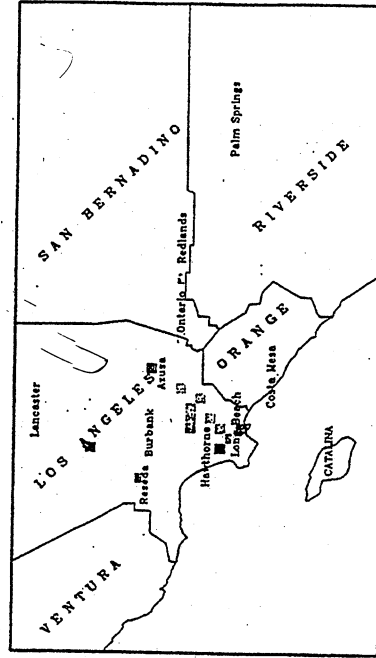 Lancaster
SAN BERNADINO
LOS ANGELES
VENTURA
Reseda
Burbank
Azusa
Ontario
Redlands
Palm Springs
Hawthorne
Long Beach
ORANGE
RIVERSIDE
Costa Mesa
CATALINA